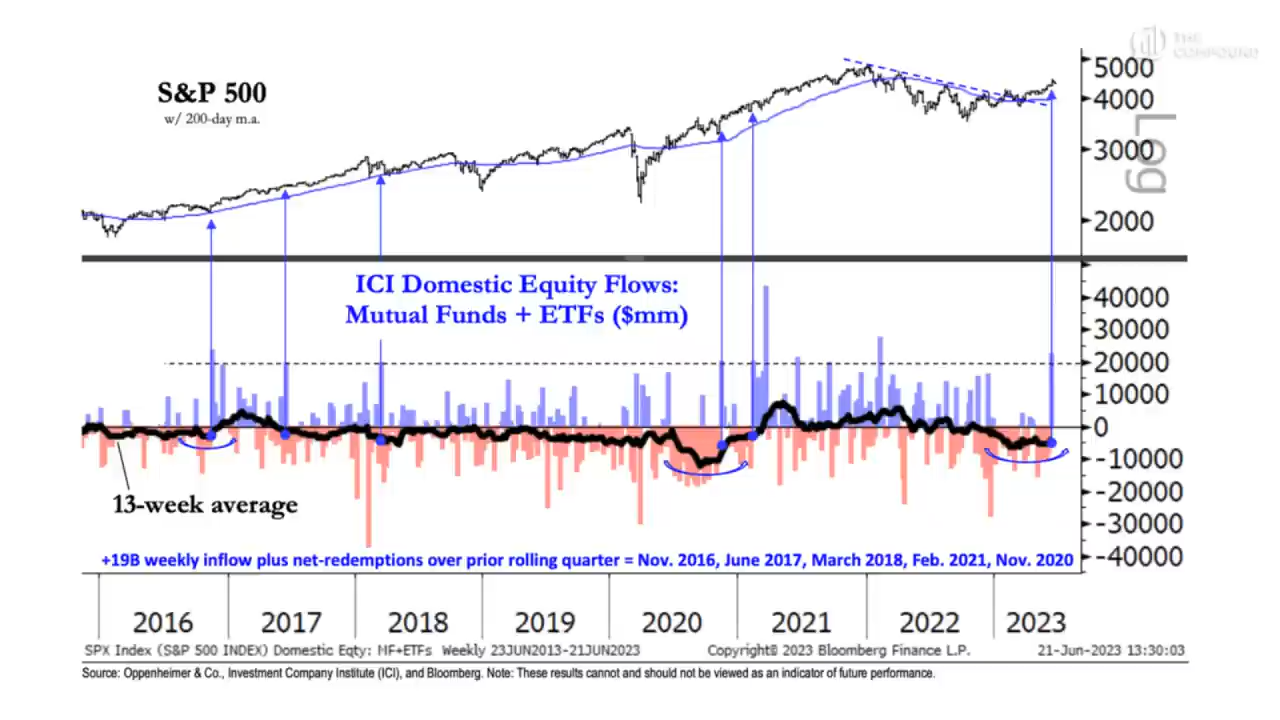 THE
COMPOUND
S&P 500
w/ 200-day m.a.
5000
4000
3000
2000
Log
ICI Domestic Equity Flows:
Mutual Funds + ETFs ($mm)
40000
30000
20000
10000
0
-10000
-20000
-30000
-40000
13-week average
+19B weekly inflow plus net-redemptions over prior rolling quarter = Nov. 2016, June 2017, March 2018, Feb. 2021, Nov. 2020
2016 2017 2018 2019 2020 2021 2022 2023
SPX Index (S&P 500 INDEX) Domestic Eqty: MF+ETFs Weekly 23JUN2013-21JUN2023 Copyright© 2023 Bloomberg Finance L.P. 21-Jun-2023 13:30:03
Source: Oppenheimer & Co., Investment Company Institute (ICI), and Bloomberg. Note: These results cannot and should not be viewed as an indicator of future performance.